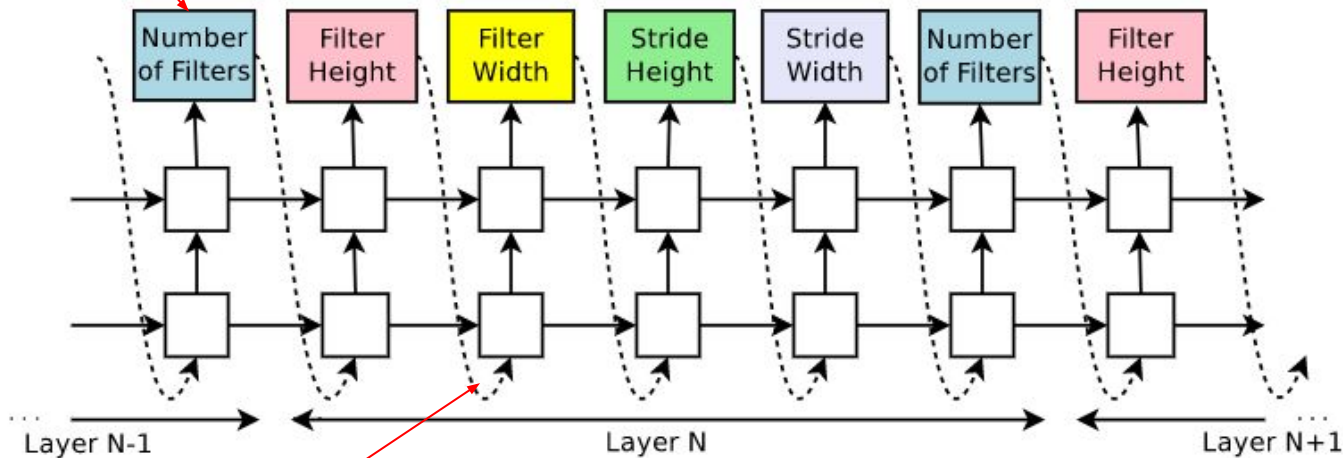 Number
of Filters
Filter
Height
Filter
Width
Stride
Height
Stride
Width
Number
of Filters
Filter
Height
...
Layer N-1
Layer N
...
Layer N+1